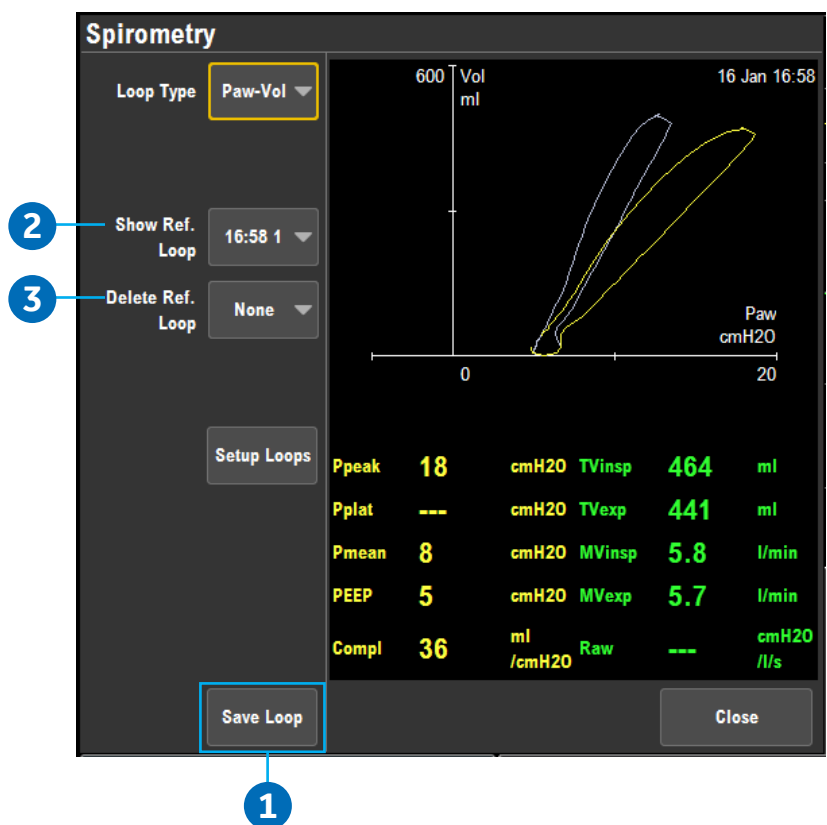 Spirometry
Loop Type
Paw-Vol
2
Show Ref.
Loop
16:58 1
3
Delete Ref.
Loop
None
Setup Loops
Save Loop
1
600
Vol
ml
16 Jan 16:58
Paw
cmH2O
0
20
Ppeak 18 cmH2O TVinsp 464 ml
Pplat --- cmH2O TVexp 441 ml
Pmean 8 cmH2O MVinsp 5.8 l/min
PEEP 5 cmH2O MVexp 5.7 l/min
Compl 36 ml
/cmH2O Raw --- cmH2O
/l/s
Close